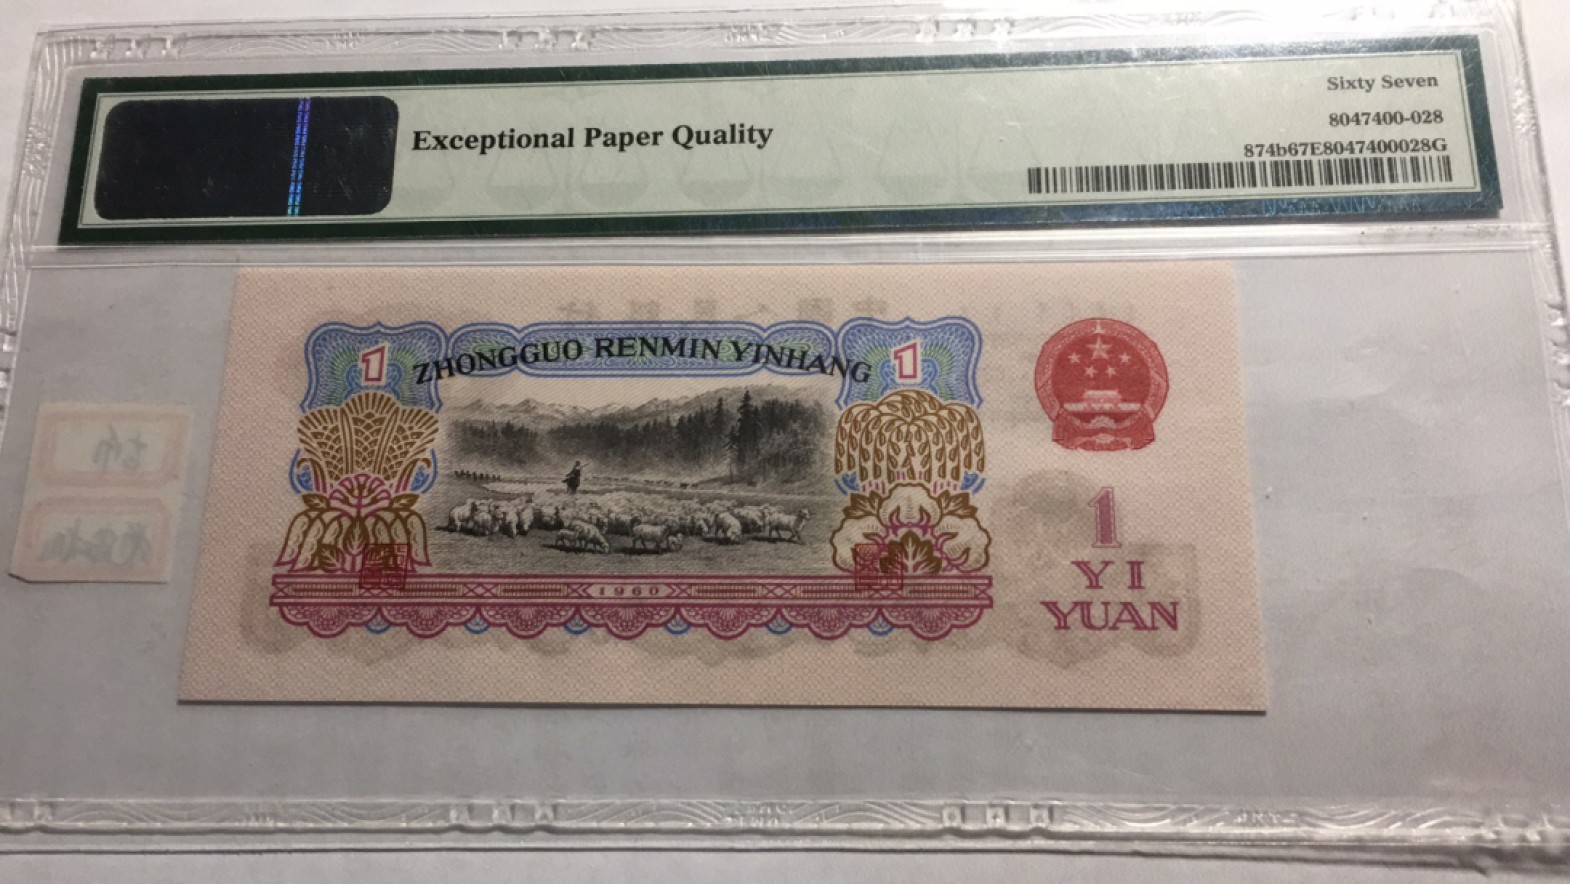 Sixty Seven
8047400-028
Exceptional Paper Quality
874b67E8047400028G
1 ZHONGGUO RENMIN YINHANG 1
1
YI
YUAN
1960